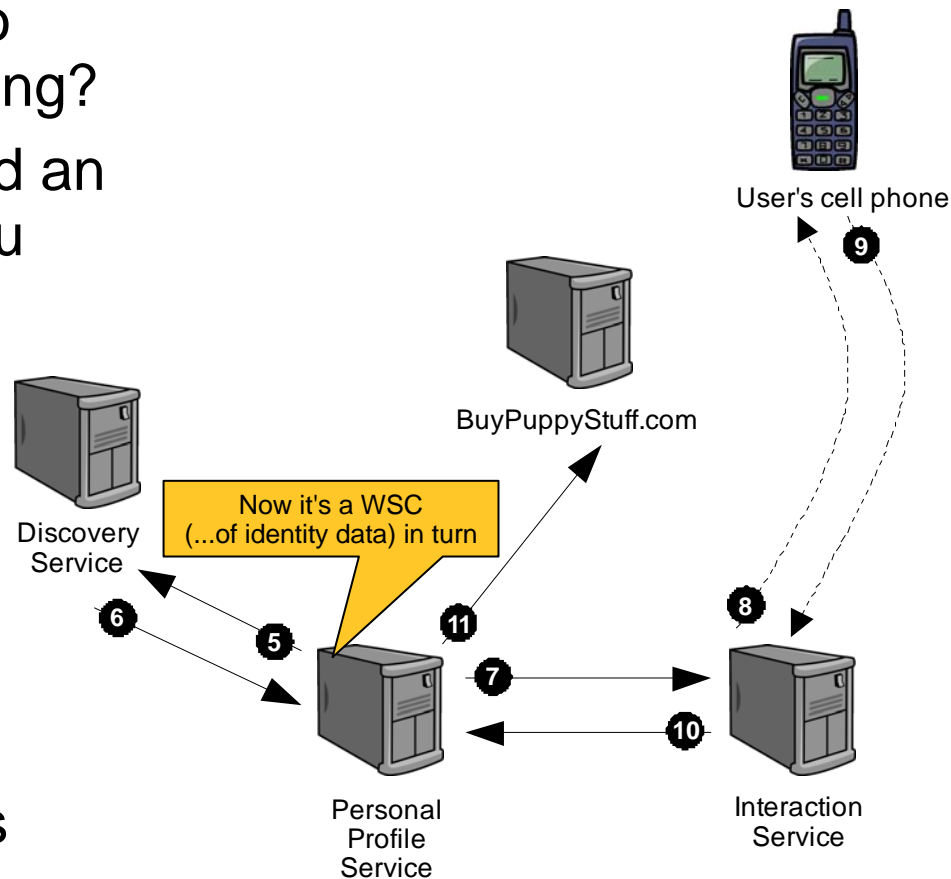 ng?
d an
u
s
User's cell phone
9
BuyPuppyStuff.com
Now it's a WSC
(...of identity data) in turn
Discovery
Service
6
5
11
8
7
10
Personal
Profile
Service
Interaction
Service